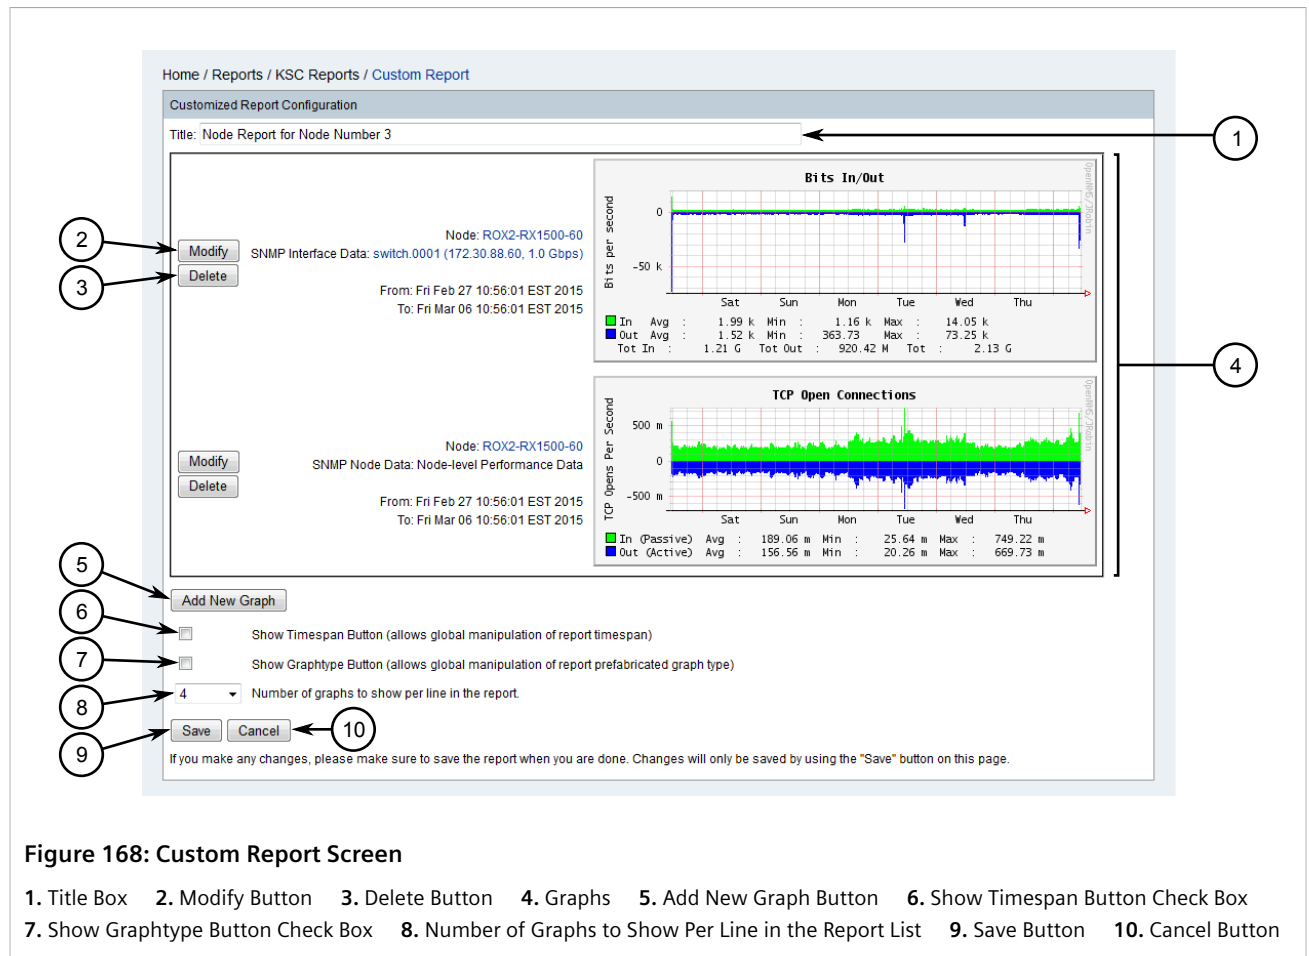 Home / Reports / KSC Reports / Custom Report
Customized Report Configuration
Title: Node Report for Node Number 3
1
2
Modify
3
Delete
Node: ROX2-RX1500-60
SNMP Interface Data: switch.0001 (172.30.88.60, 1.0 Gbps)
From: Fri Feb 27 10:56:01 EST 2015
To: Fri Mar 06 10:56:01 EST 2015
Bits In/Out
OpenNMS/JRobin
Bits per second
0
-50 k
Sat Sun Mon Tue Wed Thu
In Avg : 1.99 k Min : 1.16 k Max : 14.05 k
Out Avg : 1.52 k Min : 363.73 Max : 73.25 k
Tot In : 1.21 G Tot Out : 920.42 M Tot : 2.13 G
4
Modify
Delete
Node: ROX2-RX1500-60
SNMP Node Data: Node-level Performance Data
From: Fri Feb 27 10:56:01 EST 2015
To: Fri Mar 06 10:56:01 EST 2015
TCP Open Connections
OpenNMS/JRobin
TCP Opens Per Second
500 m
0
-500 m
Sat Sun Mon Tue Wed Thu
In (Passive) Avg : 189.06 m Min : 25.64 m Max : 749.22 m
Out (Active) Avg : 156.56 m Min : 20.26 m Max : 669.73 m
5
Add New Graph
6
Show Timespan Button (allows global manipulation of report timespan)
7
Show Graphtype Button (allows global manipulation of report prefabricated graph type)
8
4 Number of graphs to show per line in the report.
9
Save Cancel
10
If you make any changes, please make sure to save the report when you are done. Changes will only be saved by using the "Save" button on this page.
Figure 168: Custom Report Screen
1. Title Box 2. Modify Button 3. Delete Button 4. Graphs 5. Add New Graph Button 6. Show Timespan Button Check Box
7. Show Graphtype Button Check Box 8. Number of Graphs to Show Per Line in the Report List 9. Save Button 10. Cancel Button